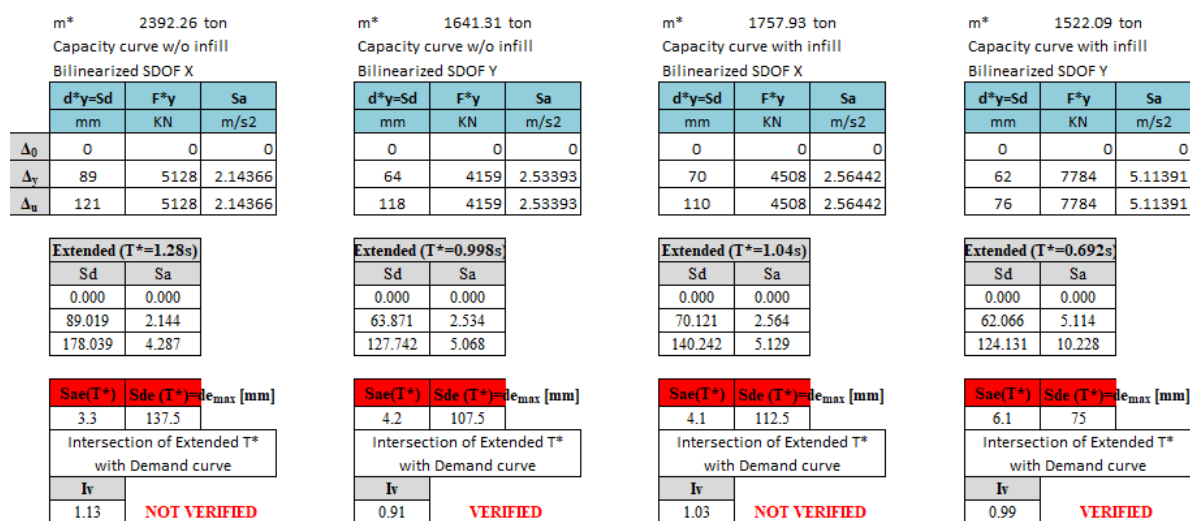 m* 2392.26 ton m* 1641.31 ton m* 1757.93 ton m* 1522.09 ton
Capacity curve w/o infill Capacity curve w/o infill Capacity curve with infill Capacity curve with infill
Bilinearized SDOF X Bilinearized SDOF Y Bilinearized SDOF X Bilinearized SDOF Y
d*y=Sd F*y Sa d*y=Sd F*y Sa d*y=Sd F*y Sa d*y=Sd F*y Sa
mm KN m/s2 mm KN m/s2 mm KN m/s2 mm KN m/s2
Δ0 0 0 0 0 0 0 0 0 0 0 0 0
Δy 89 5128 2.14366 64 4159 2.53393 70 4508 2.56442 62 7784 5.11391
Δu 121 5128 2.14366 118 4159 2.53393 110 4508 2.56442 76 7784 5.11391
Extended (T*=1.28s) Extended (T*=0.998s) Extended (T*=1.04s) Extended (T*=0.692s)
Sd Sa Sd Sa Sd Sa Sd Sa
0.000 0.000 0.000 0.000 0.000 0.000 0.000 0.000
89.019 2.144 63.871 2.534 70.121 2.564 62.066 5.114
178.039 4.287 127.742 5.068 140.242 5.129 124.131 10.228
Sae(T*) Sde (T*)=demax [mm] Sae(T*) Sde (T*)=demax [mm] Sae(T*) Sde (T*)=demax [mm] Sae(T*) Sde (T*)=demax [mm]
3.3 137.5 4.2 107.5 4.1 112.5 6.1 75
Intersection of Extended T* Intersection of Extended T* Intersection of Extended T* Intersection of Extended T*
with Demand curve with Demand curve with Demand curve with Demand curve
Iv Iv Iv Iv
1.13 NOT VERIFIED 0.91 VERIFIED 1.03 NOT VERIFIED 0.99 VERIFIED